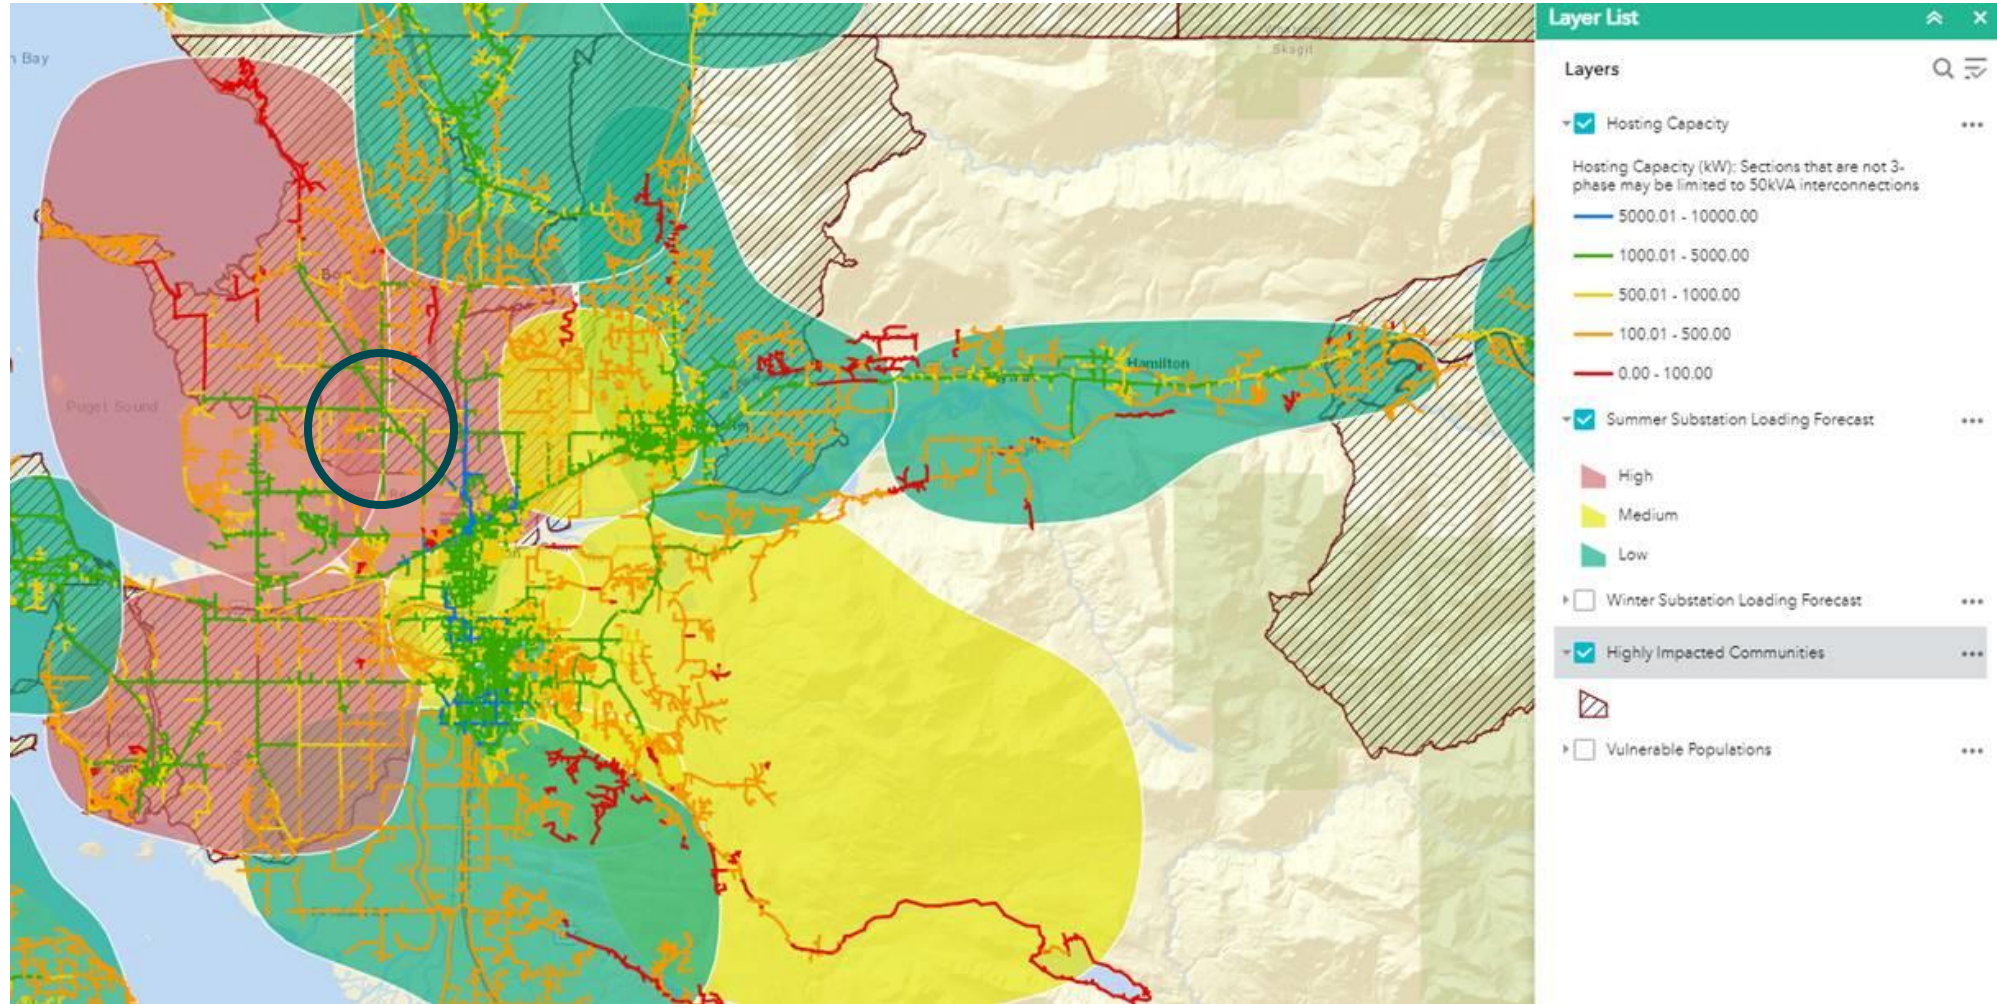 Bay
Skagit
Puget Sound
Hamilton
Layer List
Layers
Hosting Capacity
Hosting Capacity (kW): Sections that are not 3-
phase may be limited to 50kVA interconnections
5000.01 - 10000.00
1000.01 - 5000.00
500.01 - 1000.00
100.01 - 500.00
0.00 - 100.00
Summer Substation Loading Forecast
High
Medium
Low
Winter Substation Loading Forecast
Highly Impacted Communities
Vulnerable Populations